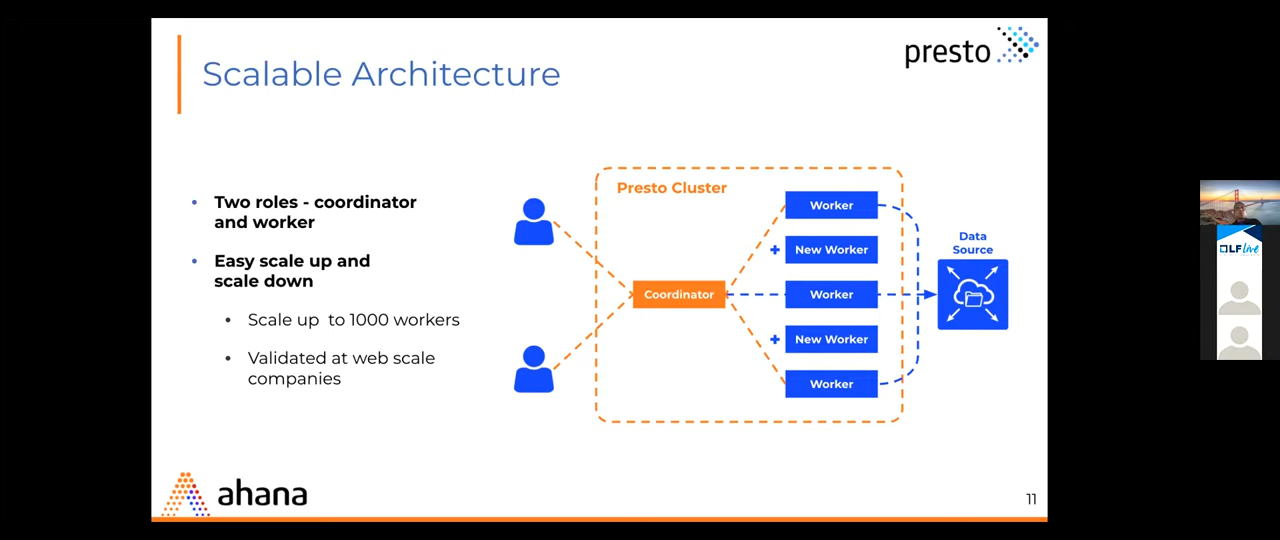 Scalable Architecture
presto
Two roles - coordinator
and worker
Easy scale up and
scale down
Scale up to 1000 workers
Validated at web scale
companies
Presto Cluster
Coordinator
Worker
+ New Worker
Worker
+ New Worker
Worker
Data
Source
ahana
11
LF Live